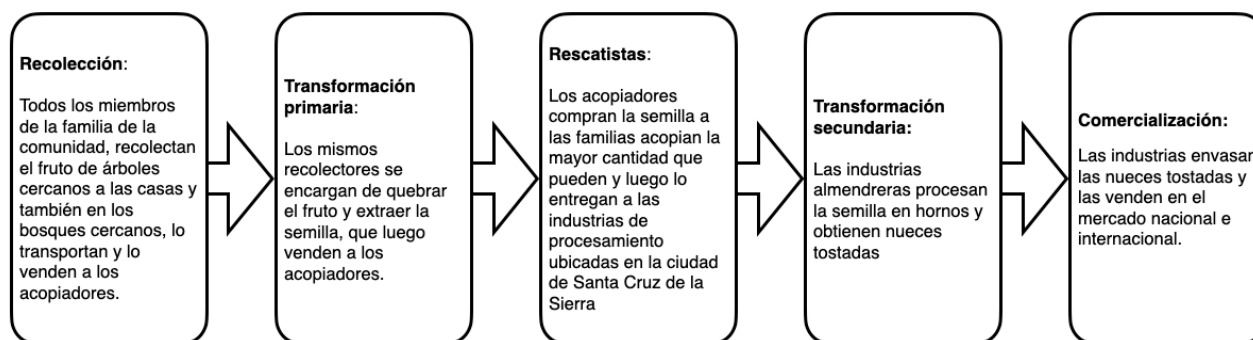 Recolección:
Todos los miembros
de la familia de la
comunidad, recolectan
el fruto de árboles
cercanos a las casas y
también en los
bosques cercanos, lo
transportan y lo
venden a los
acopiadores.
Transformación
primaria:
Los mismos
recolectores se
encargan de quebrar
el fruto y extraer la
semilla, que luego
venden a los
acopiadores.
Rescatistas:
Los acopiadores
compran la semilla a
las familias acopian la
mayor cantidad que
pueden y luego lo
entregan a las
industrias de
procesamiento
ubicadas en la ciudad
de Santa Cruz de la
Sierra
Transformación
secundaria:
Las industrias
almendreras procesan
la semilla en hornos y
obtienen nueces
tostadas
Comercialización:
Las industrias envasan
las nueces tostadas y
las venden en el
mercado nacional e
internacional.